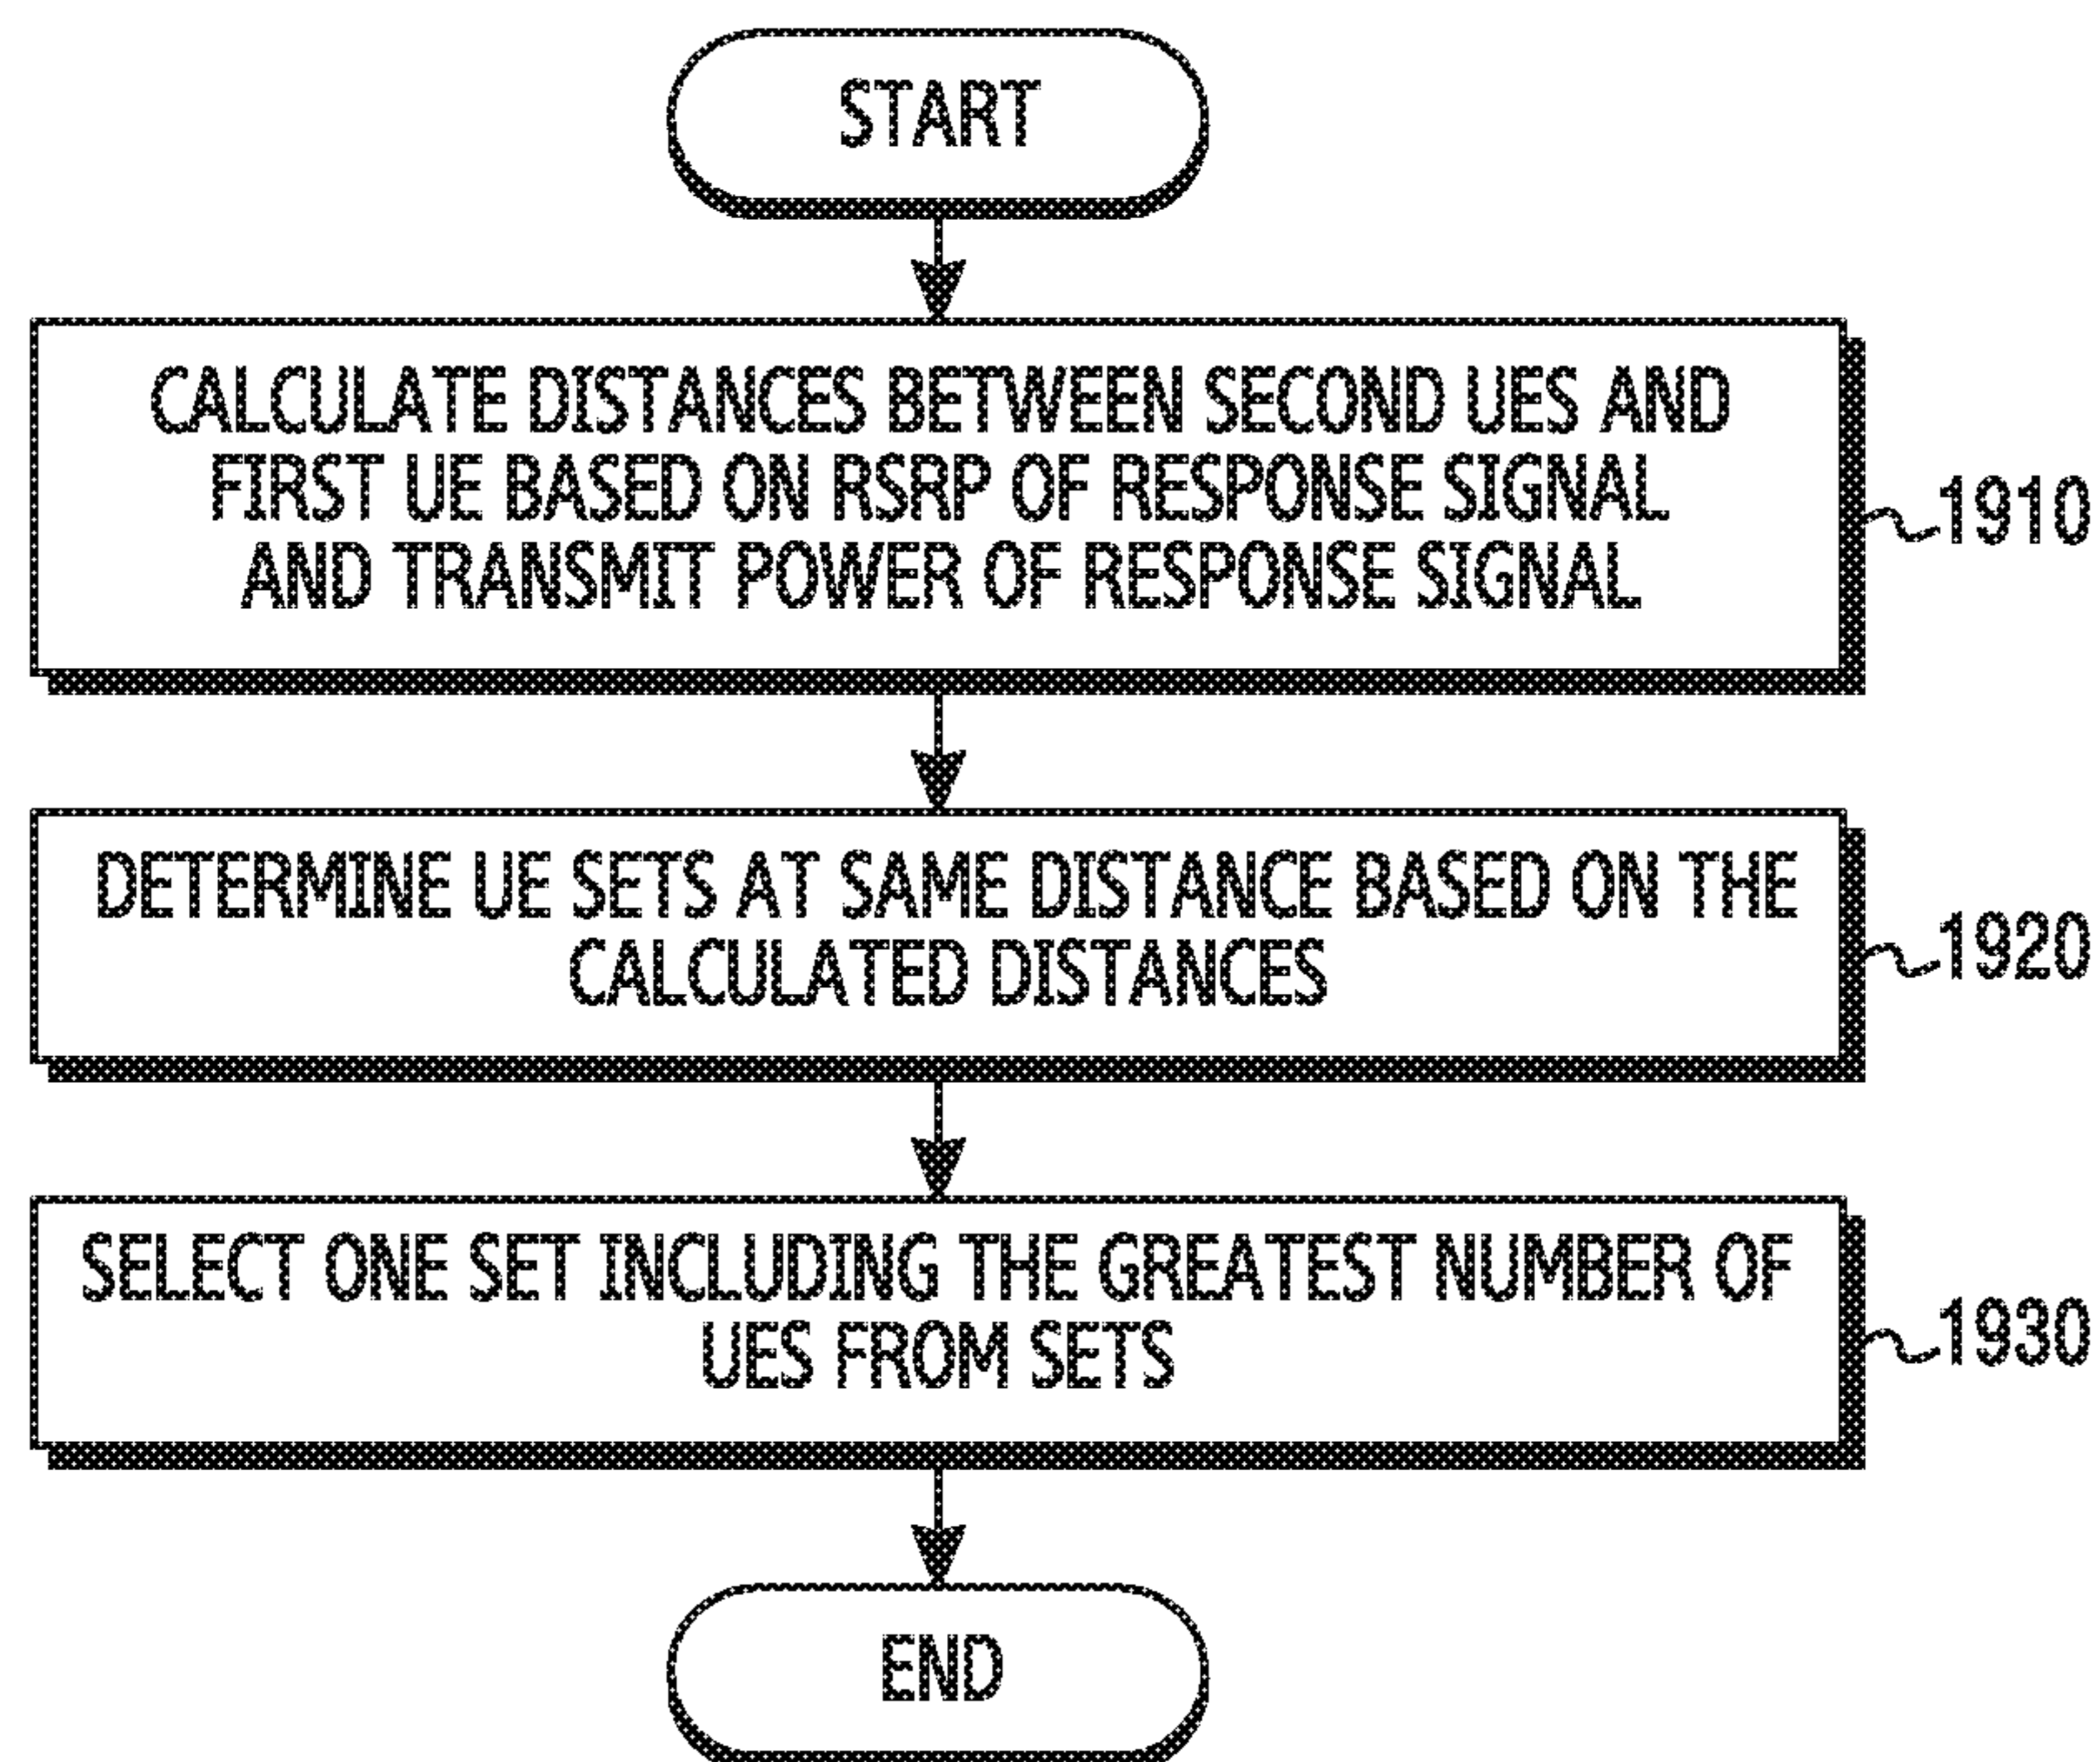 START
CALCULATE DISTANCES BETWEEN SECOND UES AND
FIRST UE BASED ON RSRP OF RESPONSE SIGNAL
AND TRANSMIT POWER OF RESPONSE SIGNAL
1910
DETERMINE UE SETS AT SAME DISTANCE BASED ON THE
CALCULATED DISTANCES
1920
SELECT ONE SET INCLUDING THE GREATEST NUMBER OF
UES FROM SETS
1930
END